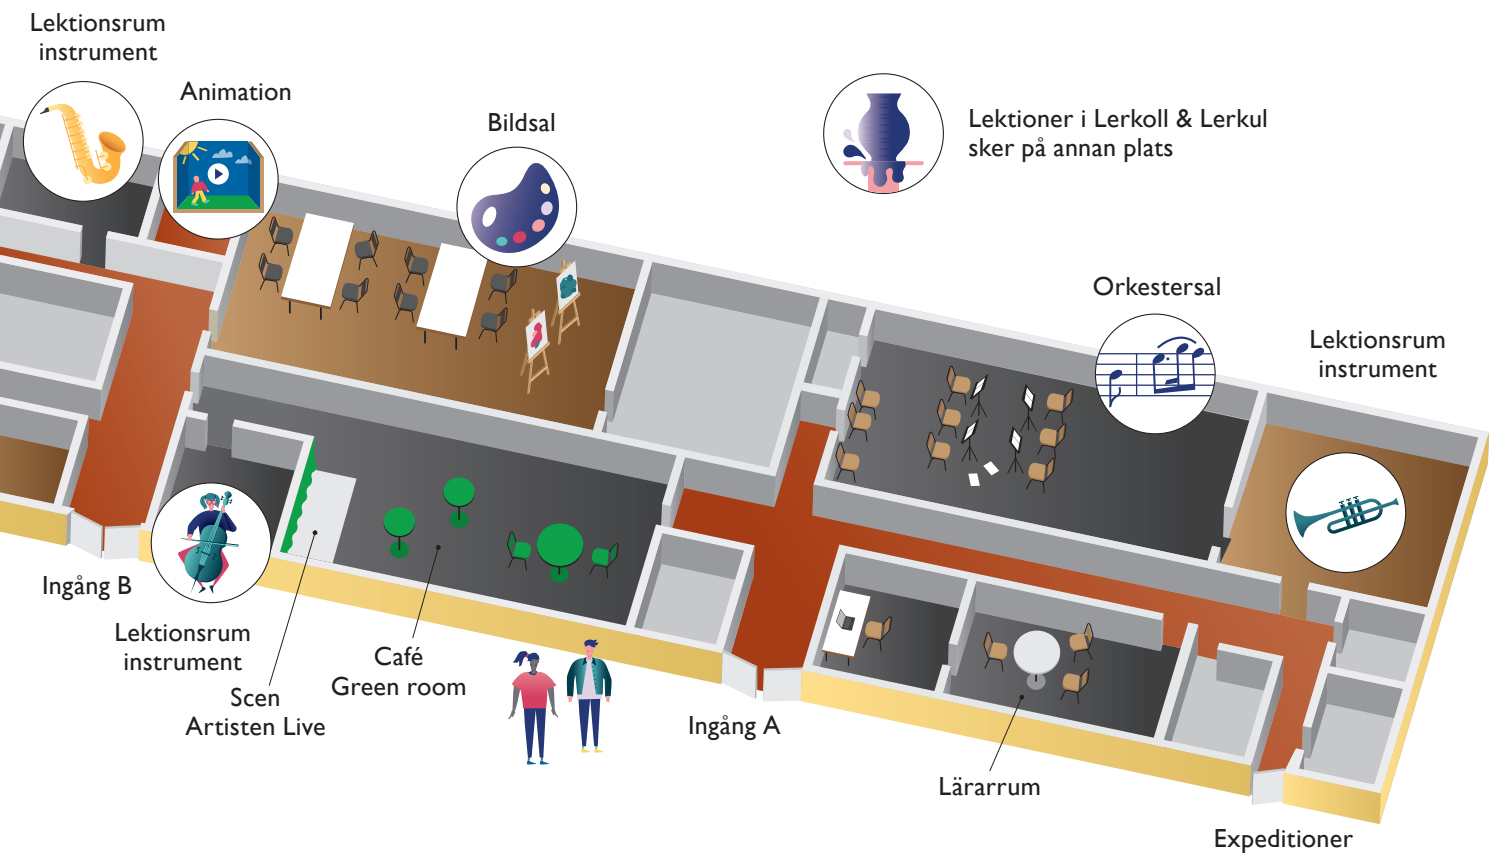 Lektionsrum
instrument
Animation
Bildsal
Lektioner i Lerkoll & Lerkul
sker på annan plats
Orkestersal
Lektionsrum
instrument
Ingång B
Lektionsrum
instrument
Scen
Artisten Live
Café
Green room
Ingång A
Lärarrum
Expeditioner